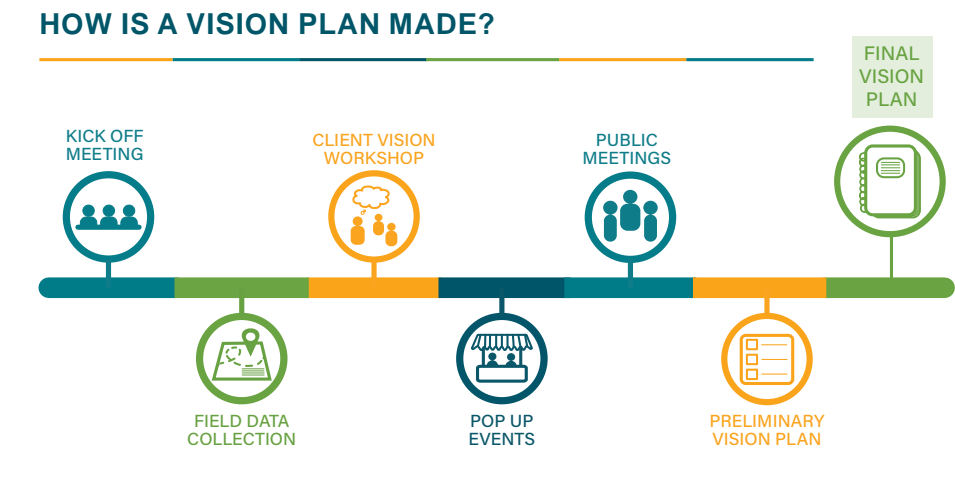 HOW IS A VISION PLAN MADE?
KICK OFF
MEETING
FIELD DATA
COLLECTION
CLIENT VISION
WORKSHOP
POP UP
EVENTS
PUBLIC
MEETINGS
PRELIMINARY
VISION PLAN
FINAL
VISION
PLAN